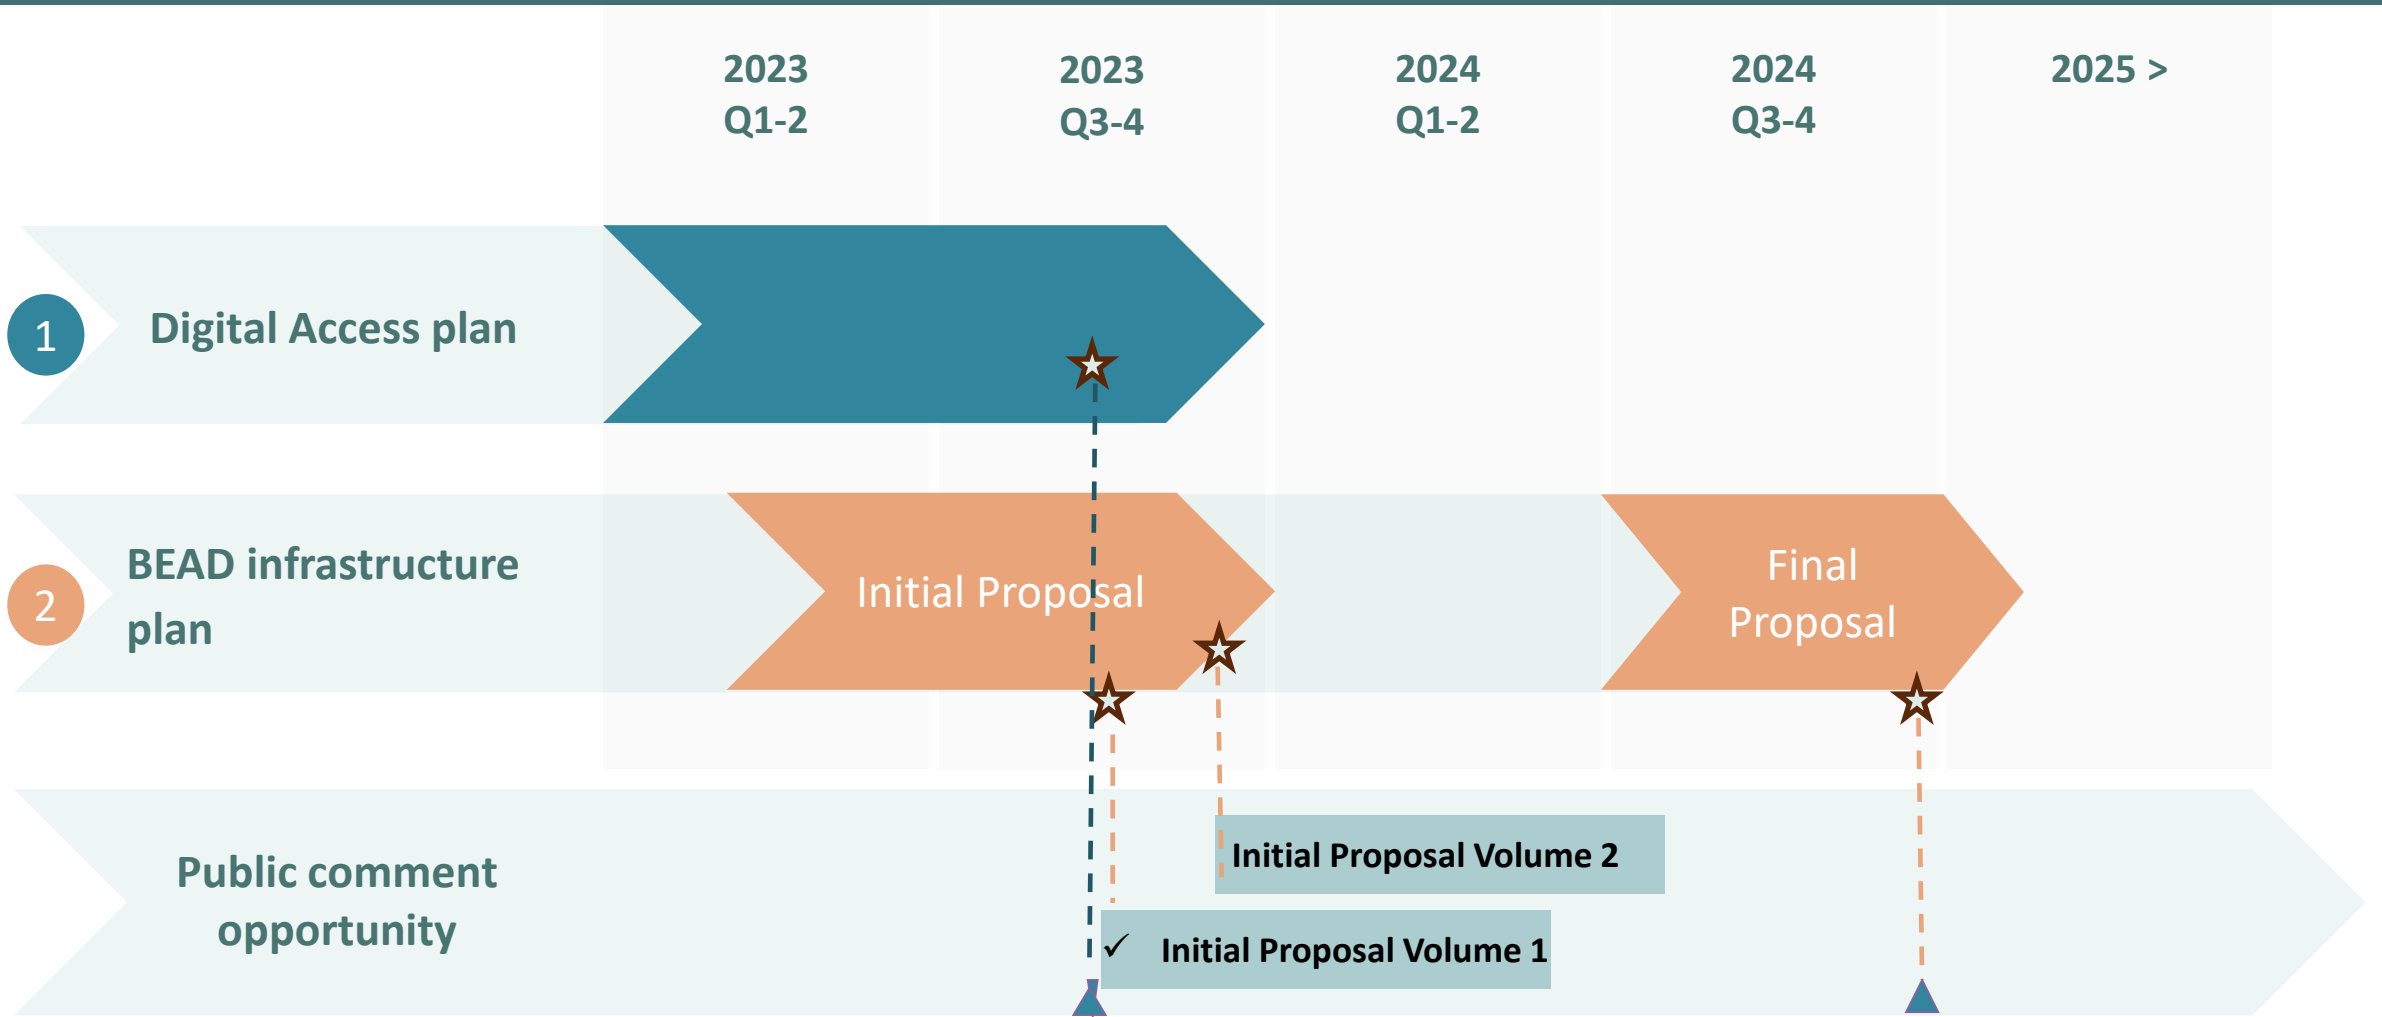 2023
Q1-2
2023
Q3-4
2024
Q1-2
2024
Q3-4
2025 >
1
Digital Access plan
2
BEAD infrastructure
plan
Initial Proposal
Final
Proposal
Public comment
opportunity
Initial Proposal Volume 2
✓ Initial Proposal Volume 1